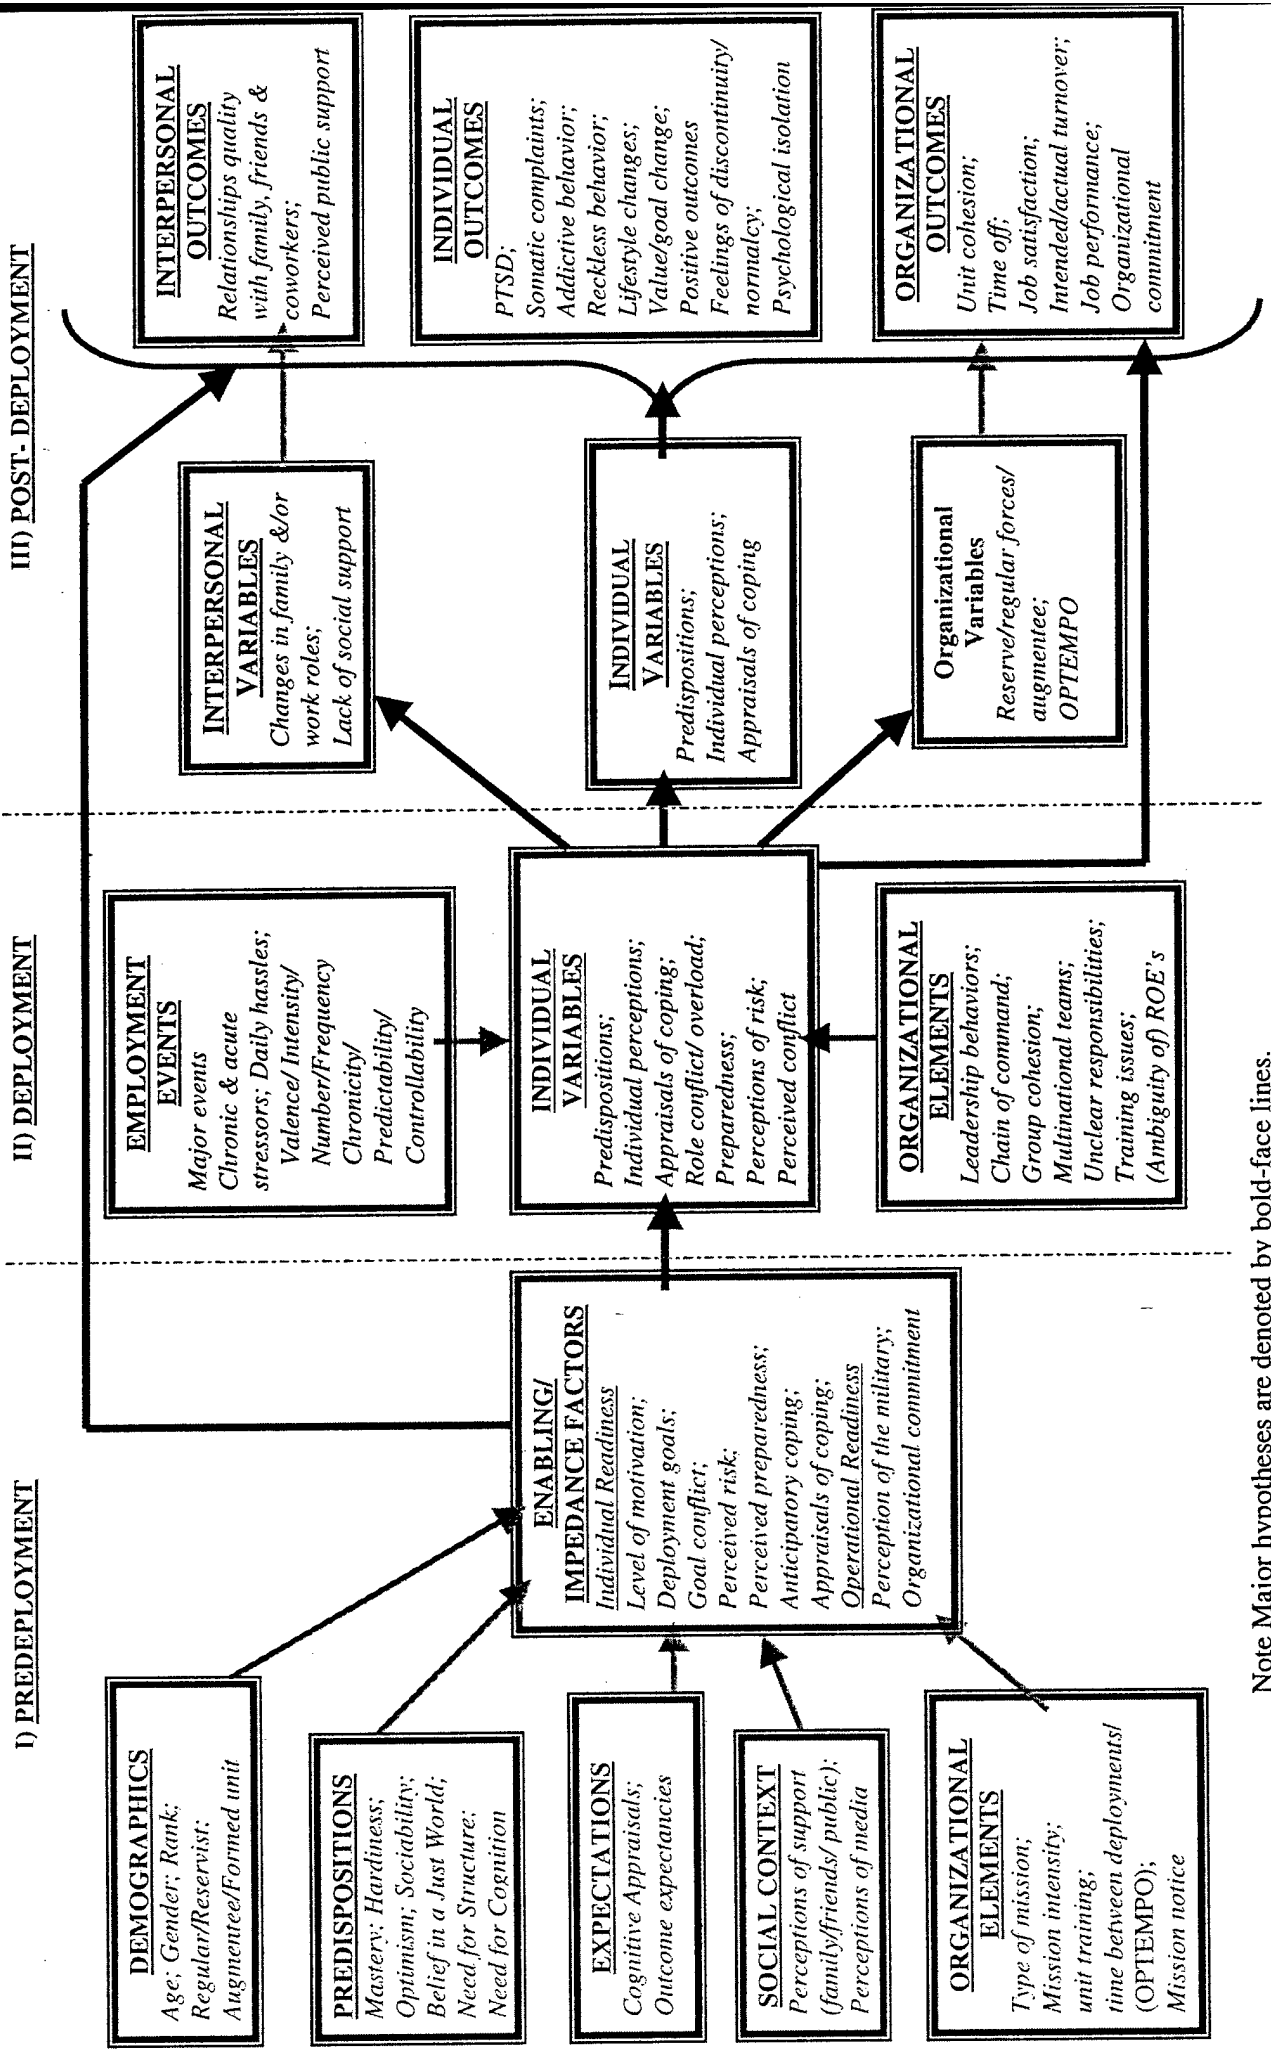 I) PREDEPLOYMENT
DEMOGRAPHICS
Age; Gender; Rank;
Regular/Reservist;
Augmentee/Formed unit
PREDISPOSITIONS
Mastery; Hardiness;
Optimism; Sociability;
Belief in a Just World;
Need for Structure;
Need for Cognition
EXPECTATIONS
Cognitive Appraisals;
Outcome expectancies
SOCIAL CONTEXT
Perceptions of support
(family/friends/ public);
Perceptions of media
ORGANIZATIONAL
ELEMENTS
Type of mission;
Mission intensity;
unit training;
time between deployments/
(OPTEMPO);
Mission notice
ENABLING/
IMPEDANCE FACTORS
Individual Readiness
Level of motivation;
Deployment goals;
Goal conflict;
Perceived risk;
Perceived preparedness;
Anticipatory coping;
Appraisals of coping;
Operational Readiness
Perception of the military;
Organizational commitment
II) DEPLOYMENT
EMPLOYMENT
EVENTS
Major events
Chronic & acute
stressors; Daily hassles;
Valence/ Intensity/
Number/Frequency
Chronicity/
Predictability/
Controllability
INDIVIDUAL
VARIABLES
Predispositions;
Individual perceptions;
Appraisals of coping;
Role conflict/ overload;
Preparedness;
Perceptions of risk;
Perceived conflict
ORGANIZATIONAL
ELEMENTS
Leadership behaviors;
Chain of command;
Group cohesion;
Multinational teams;
Unclear responsibilities;
Training issues;
(Ambiguity of) ROE's
III) POST- DEPLOYMENT
INTERPERSONAL
VARIABLES
Changes in family &/or
work roles;
Lack of social support
INDIVIDUAL
VARIABLES
Predispositions;
Individual perceptions;
Appraisals of coping
Organizational
Variables
Reserve/regular forces/
augmentee;
OPTEMPO
INTERPERSONAL
OUTCOMES
Relationships quality
with family, friends &
coworkers;
Perceived public support
INDIVIDUAL
OUTCOMES
PTSD;
Somatic complaints;
Addictive behavior;
Reckless behavior;
Lifestyle changes;
Value/goal change;
Positive outcomes
Feelings of discontinuity/
normalcy;
Psychological isolation
ORGANIZATIONAL
OUTCOMES
Unit cohesion;
Time off;
Job satisfaction;
Intended/actual turnover;
Job performance;
Organizational
commitment
Note Major hypotheses are denoted by bold-face lines.